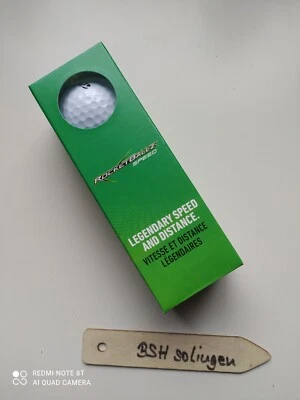 ROCKETBALLZ
SPEED
LEGENDARY SPEED
AND DISTANCE.
VITESSE ET DISTANCE
LÉGENDAIRES
BSH solingen
REDMI NOTE 8T
AI QUAD CAMERA